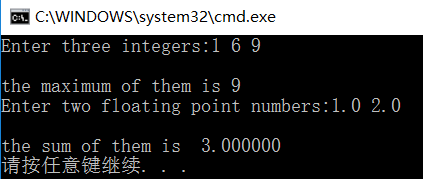 C:\WINDOWS\system32\cmd.exe
Enter three integers:1 6 9
the maximum of them is 9
Enter two floating point numbers:1.0 2.0
the sum of them is  3.000000
请按任意键继续. . .